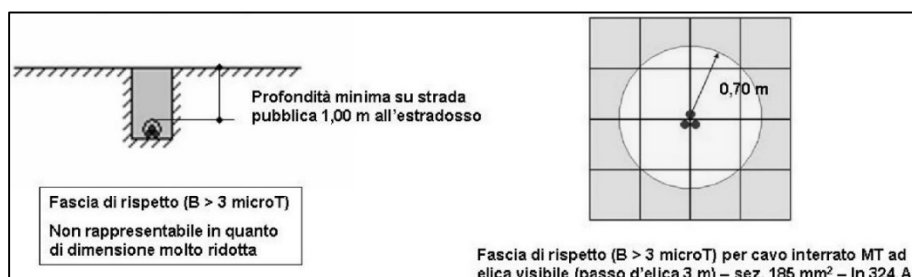 Profondità minima su strada
pubblica 1,00 m all'estradosso
0,70 m
Fascia di rispetto (B > 3 microT)
Non rappresentabile in quanto
di dimensione molto ridotta
Fascia di rispetto (B > 3 microT) per cavo interrato MT ad
elica visibile (passo d'elica 3 m) – sez. 185 mm² – In 324 A